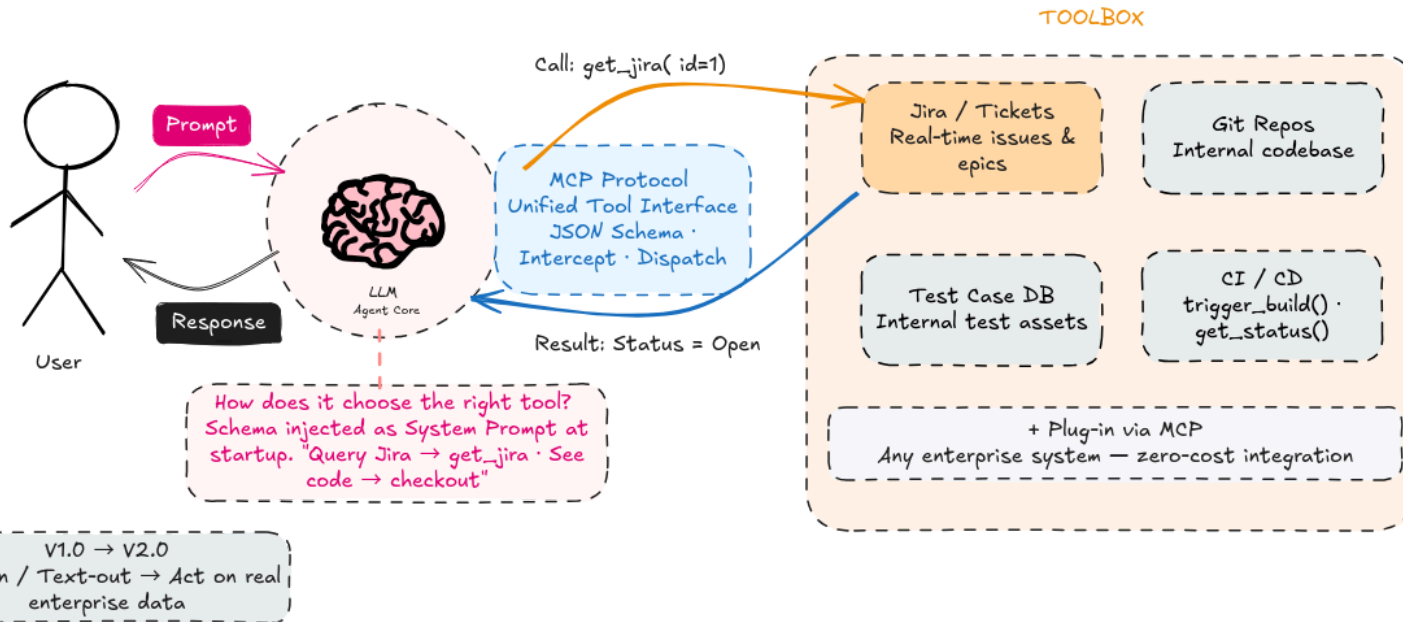 TOOLBOX
Call: get_jira( id=1)
Prompt
Jira / Tickets
Real-time issues &
epics
Git Repos
Internal codebase
MCP Protocol
Unified Tool Interface
JSON Schema ·
Intercept · Dispatch
LLM
Agent Core
Response
User
Result: Status = Open
Test Case DB
Internal test assets
CI / CD
trigger_build() ·
get_status()
How does it choose the right tool?
Schema injected as System Prompt at
startup. "Query Jira → get_jira · See
code → checkout"
+ Plug-in via MCP
Any enterprise system — zero-cost integration
V1.0 → V2.0
/ Text-out → Act on real
enterprise data